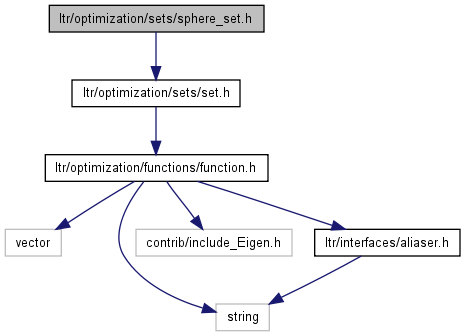 ltr/optimization/sets/sphere_set.h
ltr/optimization/sets/set.h
ltr/optimization/functions/function.h
vector
contrib/include_Eigen.h
ltr/interfaces/aliaser.h
string